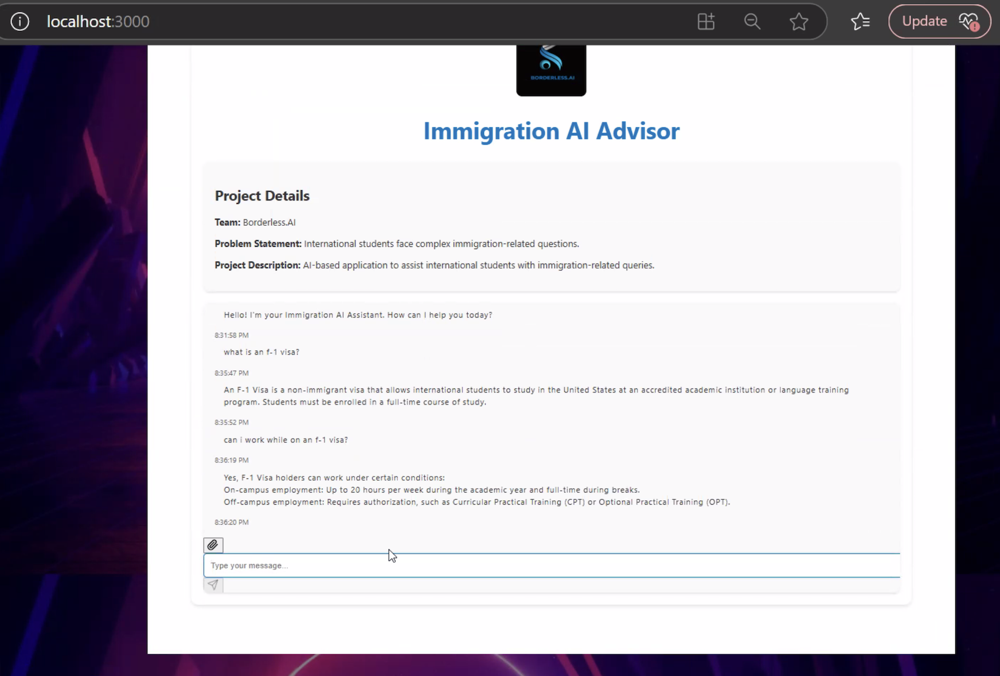 localhost:3000
Update
BORDERLESS.AI
Immigration AI Advisor
Project Details
Team: Borderless.AI
Problem Statement: International students face complex immigration-related questions.
Project Description: AI-based application to assist international students with immigration-related queries.
Hello! I'm your Immigration AI Assistant. How can I help you today?
8:31:58 PM
what is an f-1 visa?
8:35:47 PM
An F-1 Visa is a non-immigrant visa that allows international students to study in the United States at an accredited academic institution or language training
program. Students must be enrolled in a full-time course of study.
8:35:52 PM
can i work while on an f-1 visa?
8:36:19 PM
Yes, F-1 Visa holders can work under certain conditions:
On-campus employment: Up to 20 hours per week during the academic year and full-time during breaks.
Off-campus employment: Requires authorization, such as Curricular Practical Training (CPT) or Optional Practical Training (OPT).
8:36:20 PM
Type your message...